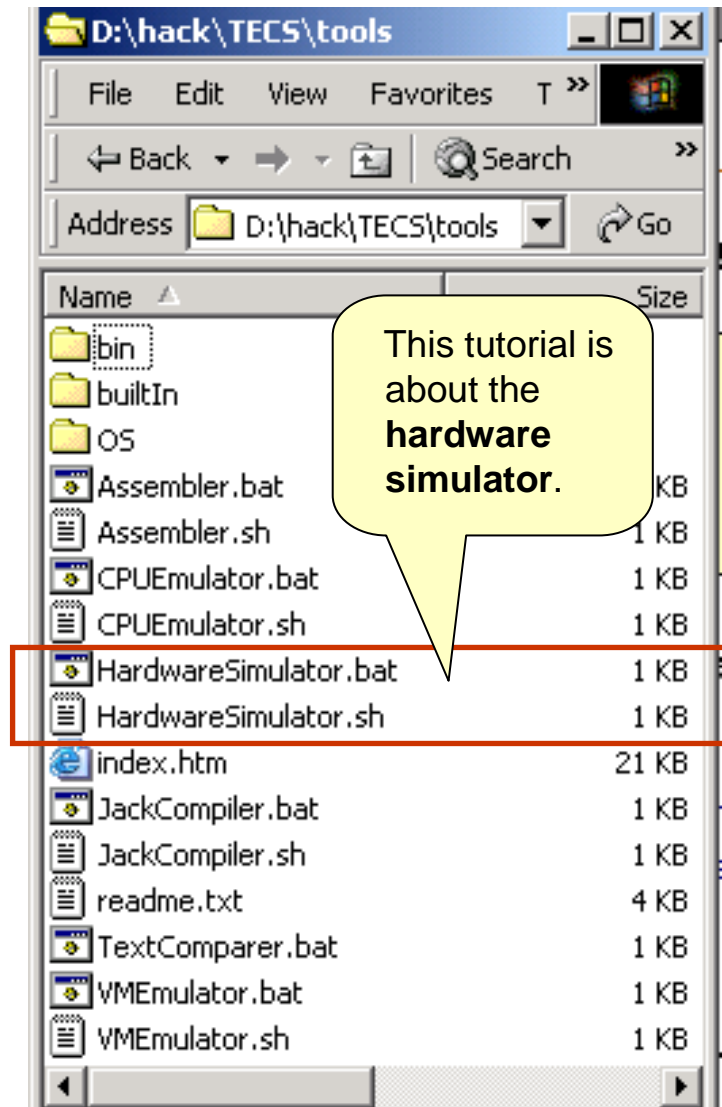 D:\hack\TECS\tools
File Edit View Favorites T »
Back Search »
Address D:\hack\TECS\tools Go
Name Size
bin
builtIn
OS
This tutorial is
about the
hardware
simulator.
Assembler.bat KB
Assembler.sh 1 KB
CPUEmulator.bat 1 KB
CPUEmulator.sh 1 KB
HardwareSimulator.bat 1 KB
HardwareSimulator.sh 1 KB
index.htm 21 KB
JackCompiler.bat 1 KB
JackCompiler.sh 1 KB
readme.txt 4 KB
TextComparer.bat 1 KB
VMEmulator.bat 1 KB
VMEmulator.sh 1 KB